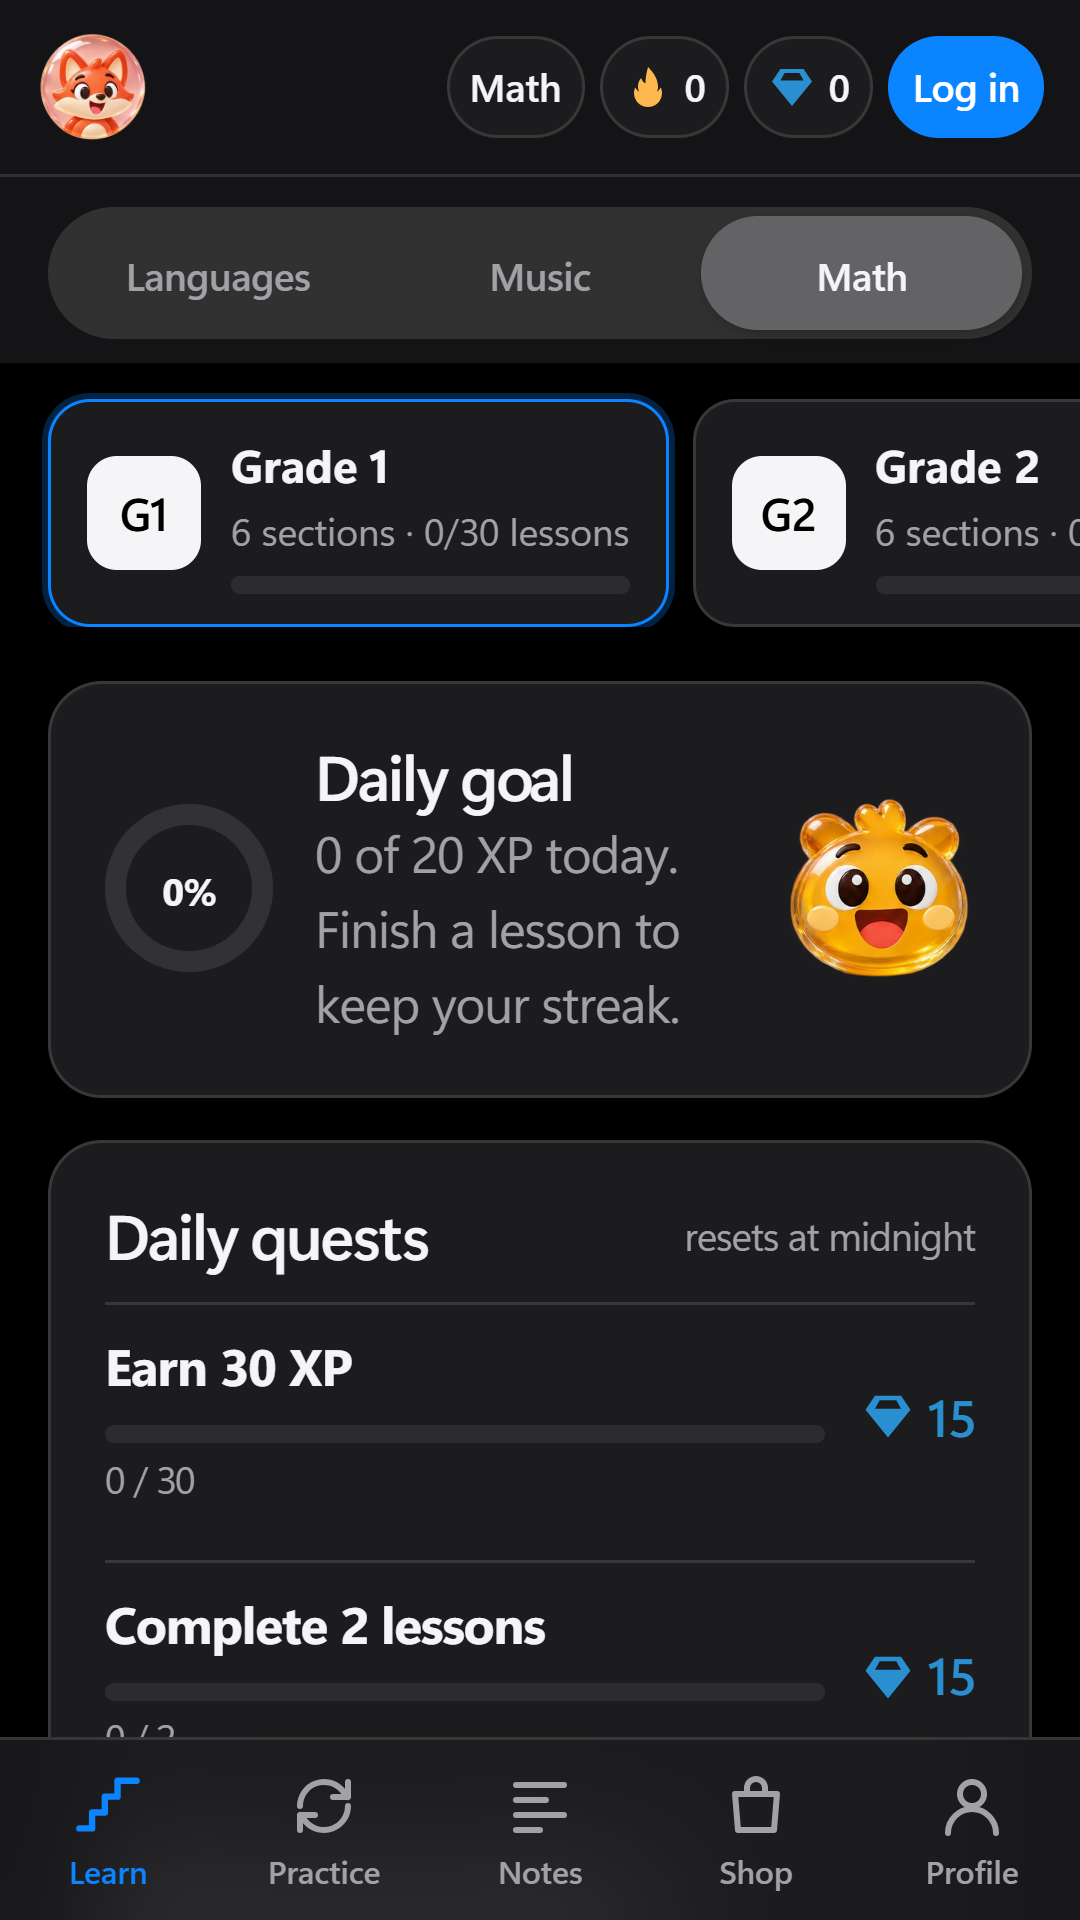 Math
0
0
Log in
Languages
Music
Math
G1
Grade 1
6 sections · 0/30 lessons
G2
Grade 2
6 sections ·
0%
Daily goal
0 of 20 XP today.
Finish a lesson to
keep your streak.
Daily quests
resets at midnight
Earn 30 XP
15
0 / 30
Complete 2 lessons
15
0 / 2
Learn
Practice
Notes
Shop
Profile